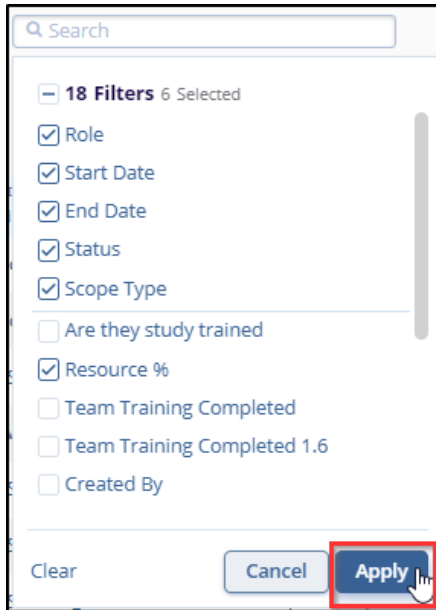 Search
18 Filters 6 Selected
Role
Start Date
End Date
Status
Scope Type
Are they study trained
Resource %
Team Training Completed
Team Training Completed 1.6
Created By
Clear Cancel Apply